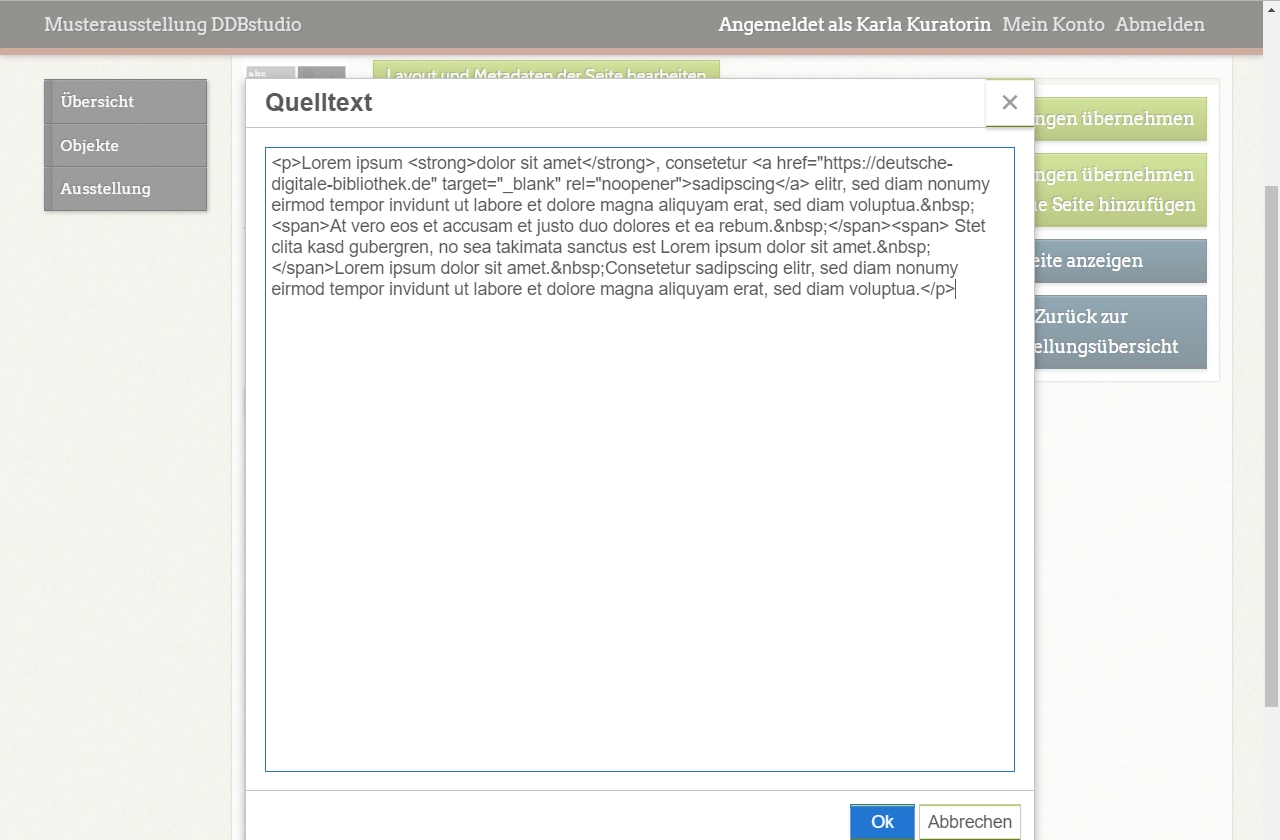 Musterausstellung DDBstudio
Angemeldet als Karla Kuratorin Mein Konto Abmelden
Übersicht
Objekte
Ausstellung
abc
Layout und Metadaten der Seite bearbeiten
Quelltext
<p>Lorem ipsum <strong>dolor sit amet</strong>, consetetur <a href="https://deutsche-
digitale-bibliothek.de" target="_blank" rel="noopener">sadipscing</a> elitr, sed diam nonumy
eirmod tempor invidunt ut labore et dolore magna aliquyam erat, sed diam voluptua.&nbsp;
<span>At vero eos et accusam et justo duo dolores et ea rebum.&nbsp;</span><span> Stet
clita kasd gubergren, no sea takimata sanctus est Lorem ipsum dolor sit amet.&nbsp;
</span>Lorem ipsum dolor sit amet.&nbsp;Consetetur sadipscing elitr, sed diam nonumy
eirmod tempor invidunt ut labore et dolore magna aliquyam erat, sed diam voluptua.</p>
Ok
Abbrechen
ngen übernehmen
ngen übernehmen
e Seite hinzufügen
eite anzeigen
Zurück zur
ellungsübersicht